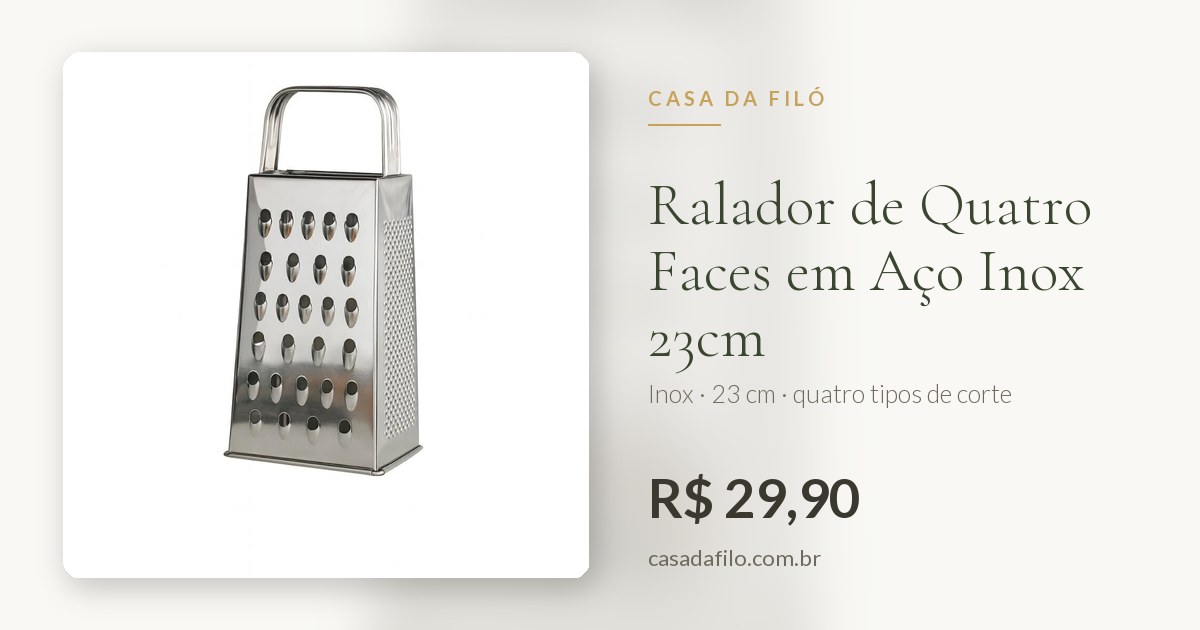 CASA DA FILÓ
Ralador de Quatro
Faces em Aço Inox
23cm
Inox · 23 cm · quatro tipos de corte
R$ 29,90
casadafilo.com.br